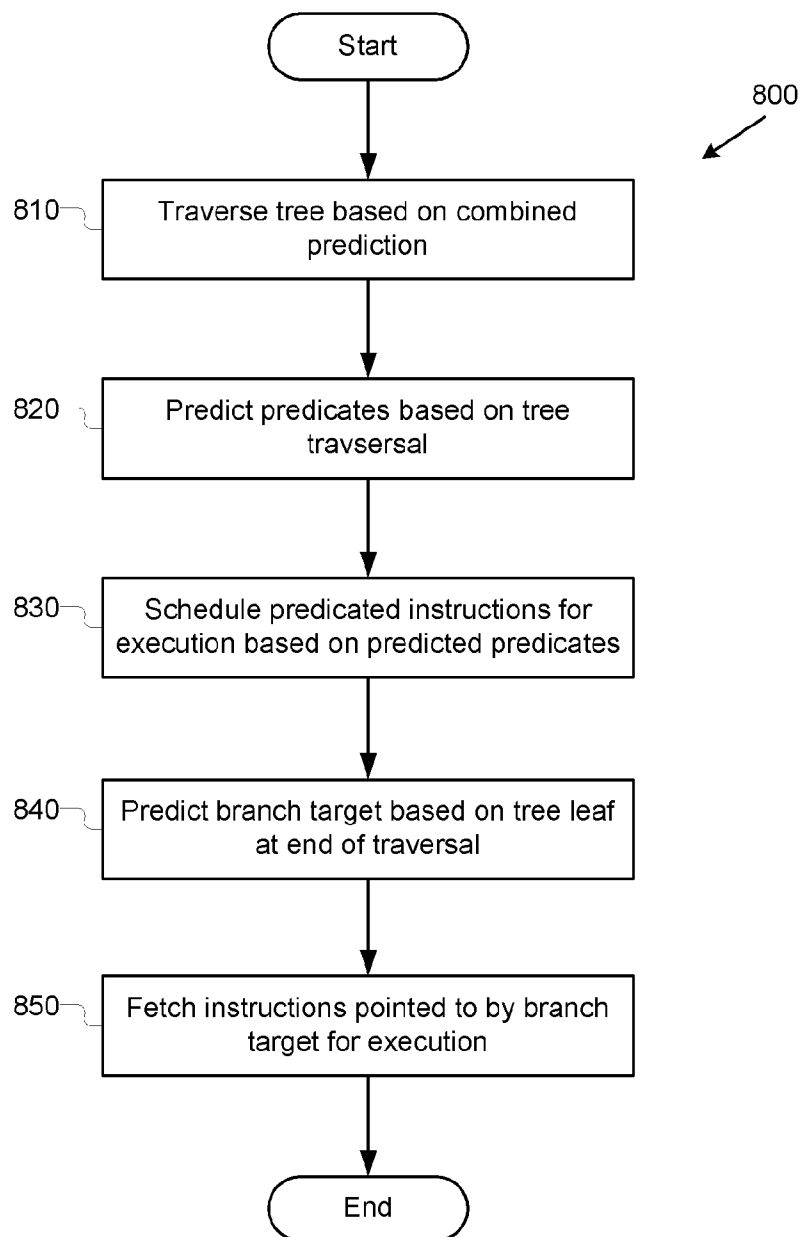 Start
800
810
Traverse tree based on combined
prediction
820
Predict predicates based on tree
travsersal
830
Schedule predicated instructions for
execution based on predicted predicates
840
Predict branch target based on tree leaf
at end of traversal
850
Fetch instructions pointed to by branch
target for execution
End